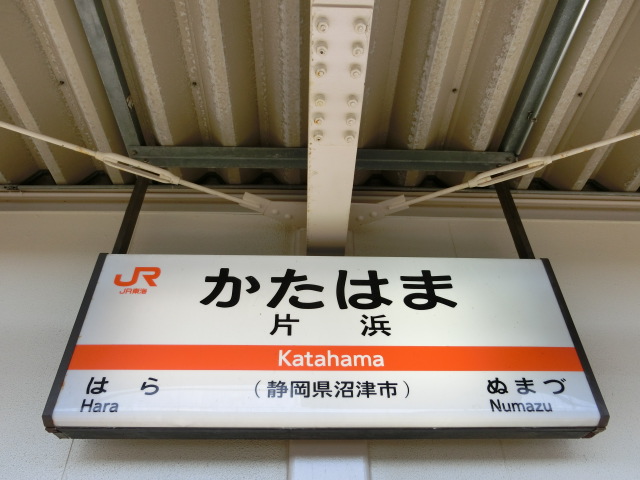 JR
JR東海
かたはま
片浜
Katahama
はら
Hara
(静岡県沼津市)
ぬまづ
Numazu